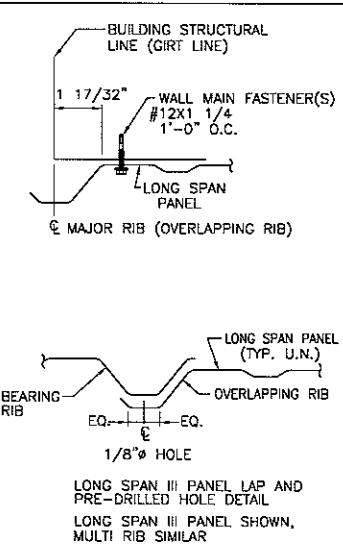 BUILDING STRUCTURAL
LINE (GIRT LINE)
1 17/32"
WALL MAIN FASTENER(S)
#12X1 1/4
1'-0" O.C.
LONG SPAN
PANEL
℄ MAJOR RIB (OVERLAPPING RIB)
LONG SPAN PANEL
(TYP. U.N.)
BEARING
RIB
OVERLAPPING RIB
EQ.
EQ.
℄
1/8"ø HOLE
LONG SPAN III PANEL LAP AND
PRE-DRILLED HOLE DETAIL
LONG SPAN III PANEL SHOWN,
MULTI RIB SIMILAR